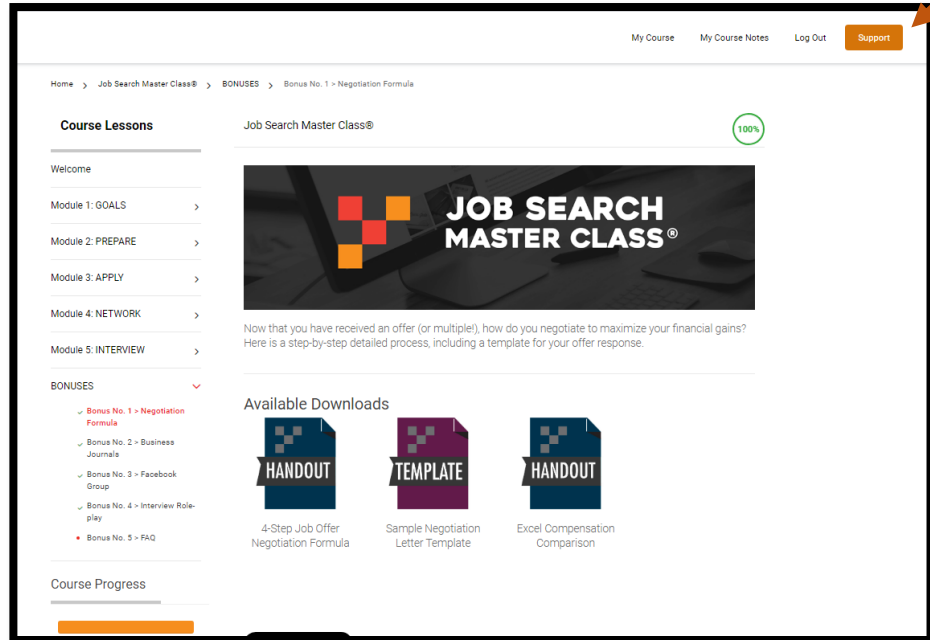 My Course My Course Notes Log Out Support
Home > Job Search Master Class® > BONUSES > Bonus No. 1 > Negotiation Formula
Course Lessons
Welcome
Module 1: GOALS
Module 2: PREPARE
Module 3: APPLY
Module 4: NETWORK
Module 5: INTERVIEW
BONUSES
Bonus No. 1 > Negotiation
Formula
Bonus No. 2 > Business
Journals
Bonus No. 3 > Facebook
Group
Bonus No. 4 > Interview Role-
play
Bonus No. 5 > FAQ
Course Progress
Job Search Master Class®
100%
JOB SEARCH
MASTER CLASS®
Now that you have received an offer (or multiple!), how do you negotiate to maximize your financial gains?
Here is a step-by-step detailed process, including a template for your offer response.
Available Downloads
HANDOUT
4-Step Job Offer
Negotiation Formula
TEMPLATE
Sample Negotiation
Letter Template
HANDOUT
Excel Compensation
Comparison